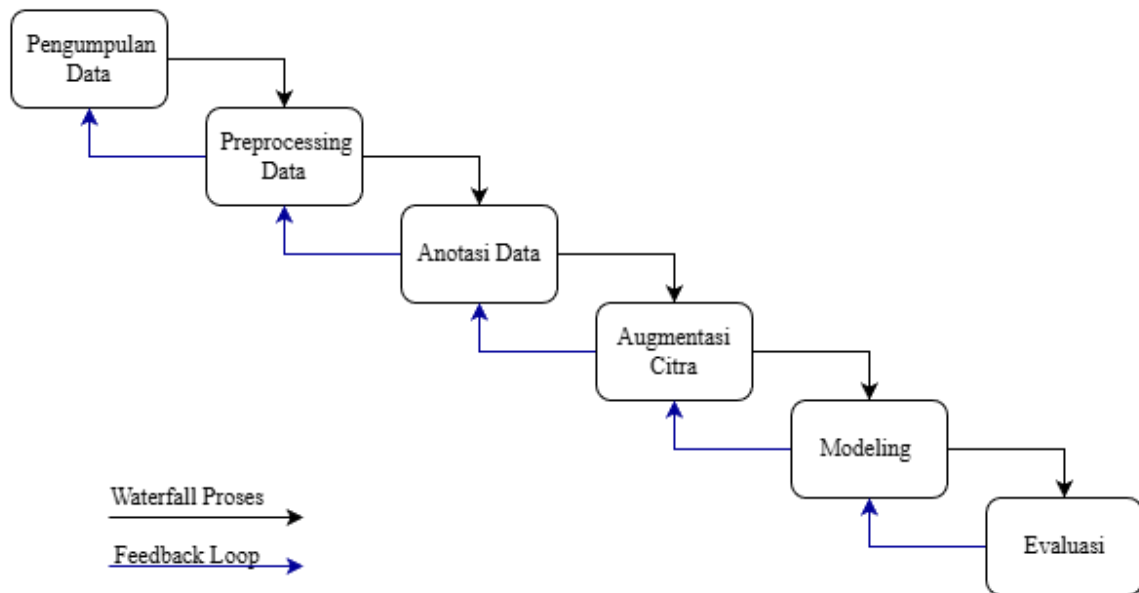 Pengumpulan
Data
Preprocessing
Data
Anotasi Data
Augmentasi
Citra
Modeling
Evaluasi
Waterfall Proses
Feedback Loop